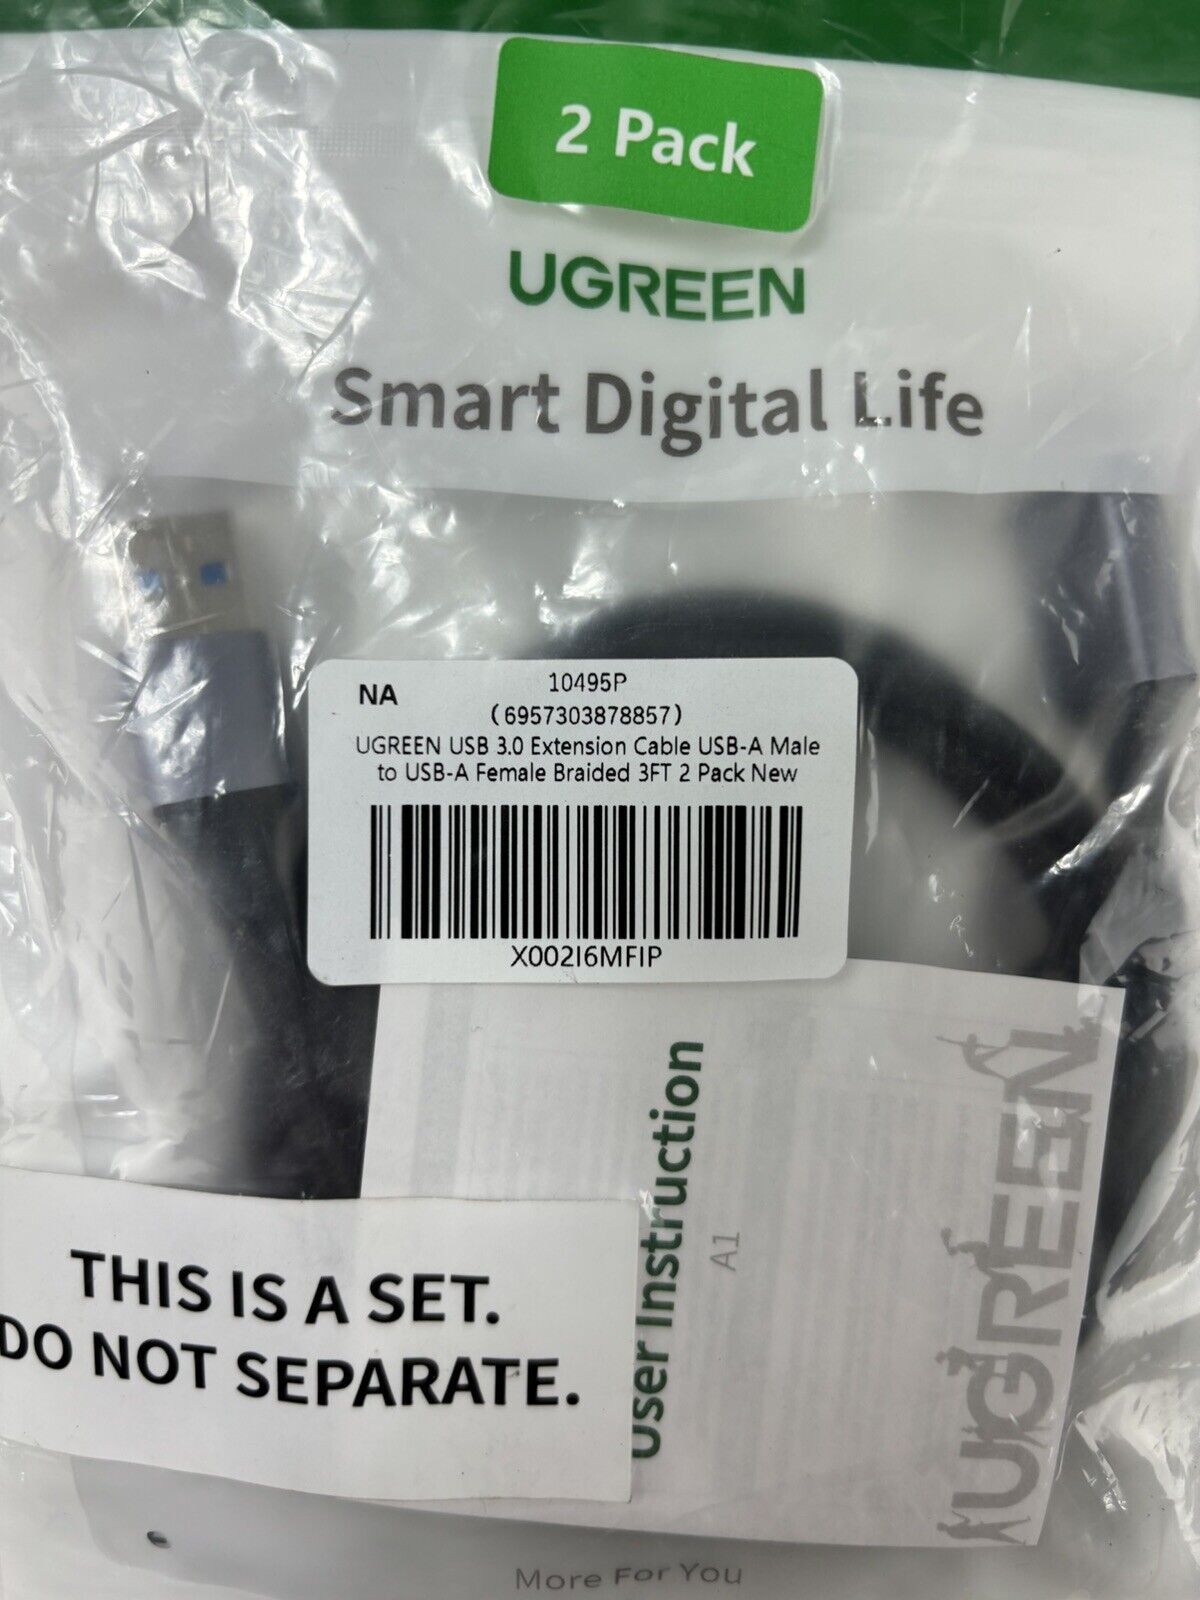 2 Pack
UGREEN
Smart Digital Life
NA
10495P
(6957303878857)
UGREEN USB 3.0 Extension Cable USB-A Male
to USB-A Female Braided 3FT 2 Pack New
X002I6MFIP
User Instruction
A1
UGREEN
THIS IS A SET.
DO NOT SEPARATE.
More For You